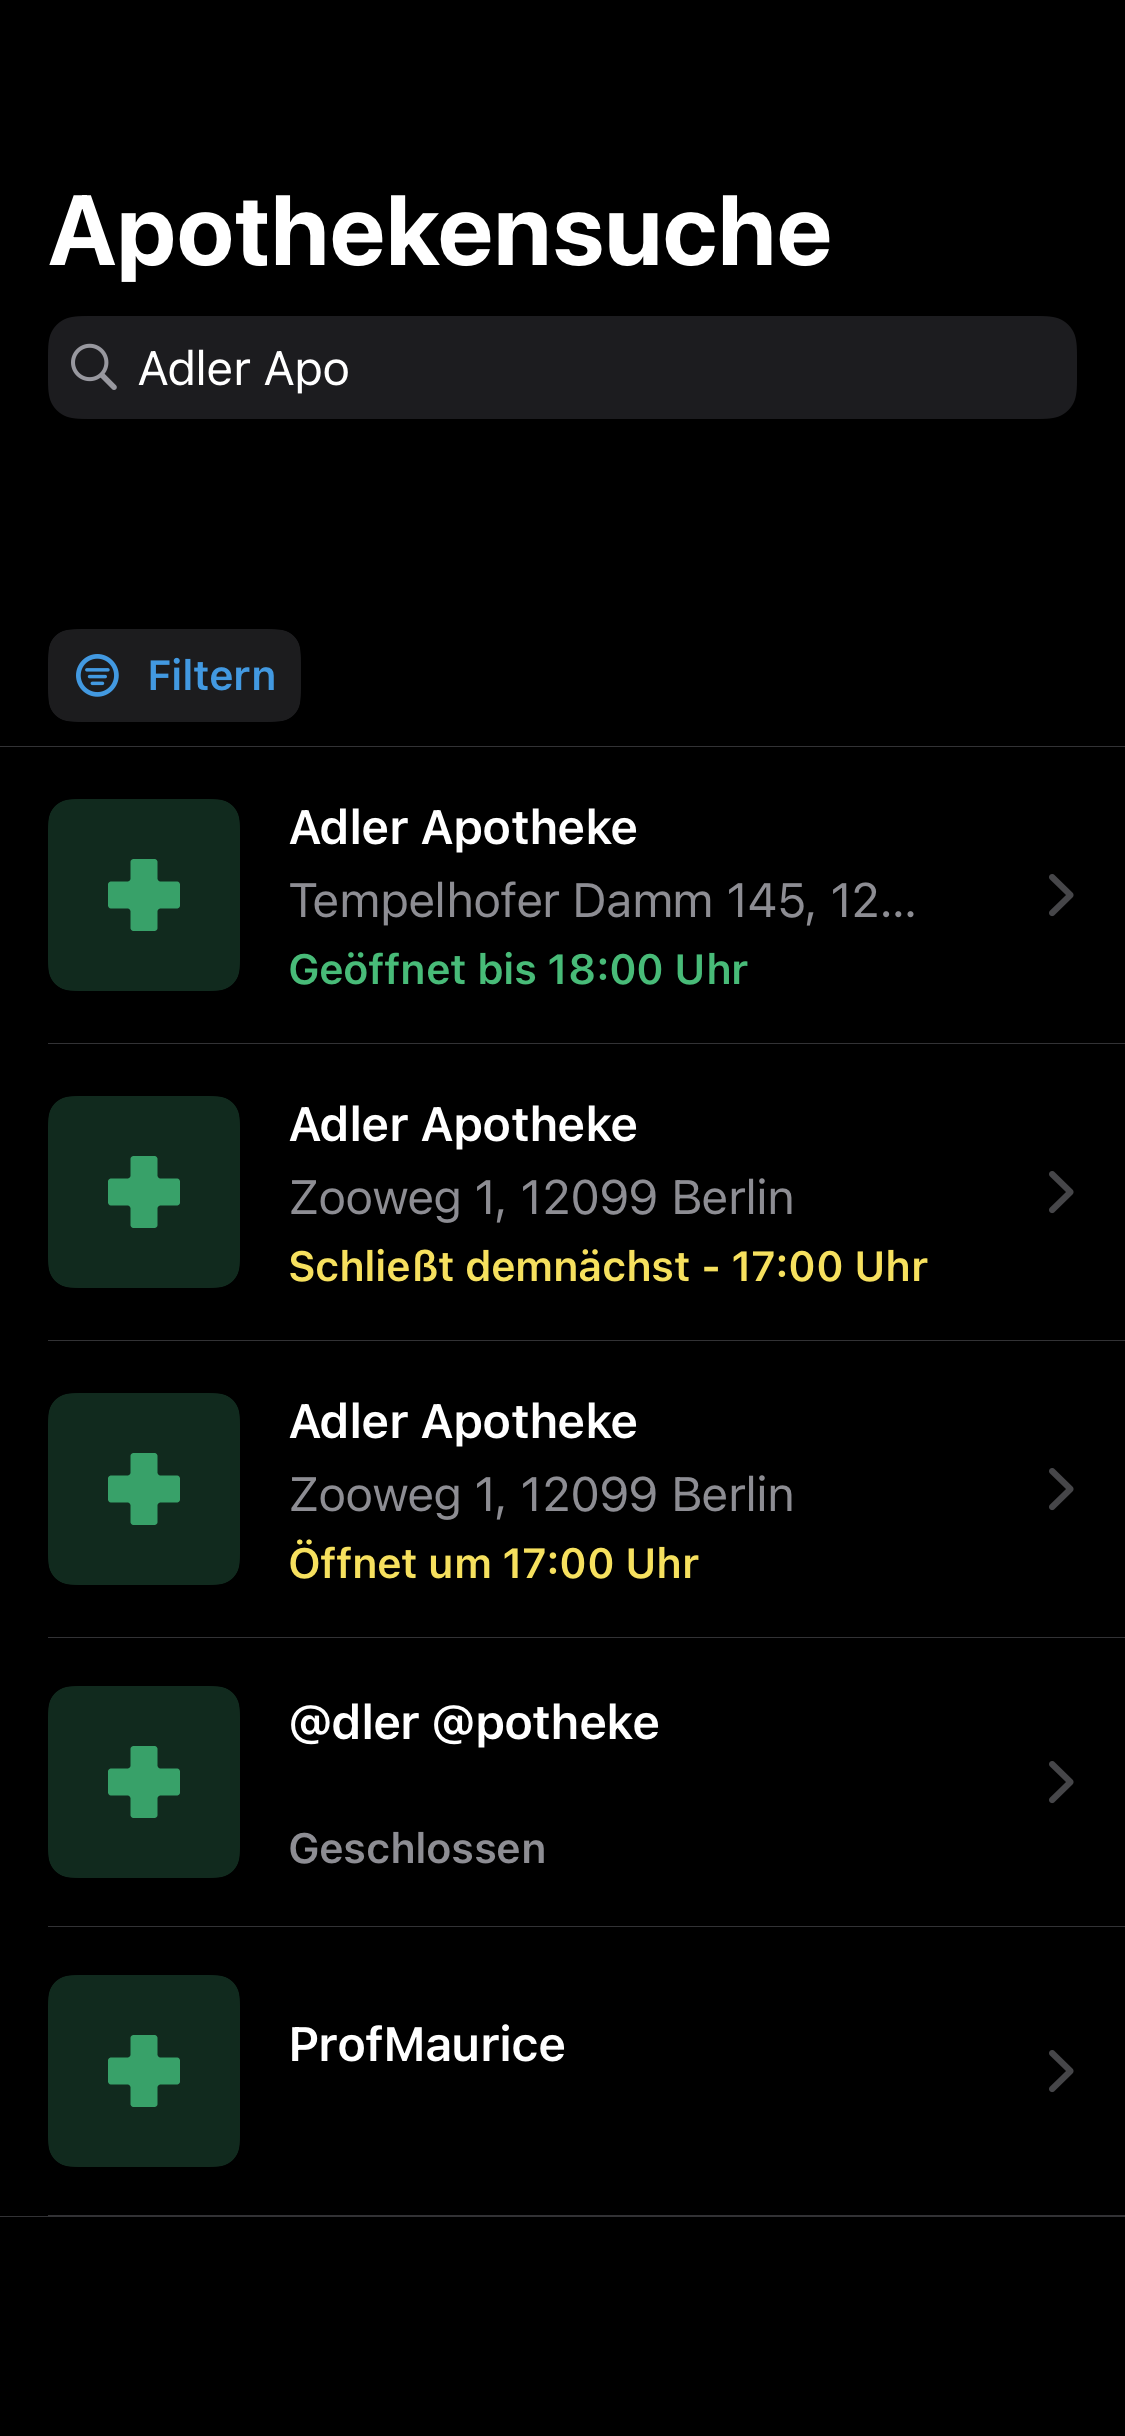 Apothekensuche
Adler Apo
Filtern
Adler Apotheke
Tempelhofer Damm 145, 12...
Geöffnet bis 18:00 Uhr
Adler Apotheke
Zooweg 1, 12099 Berlin
Schließt demnächst - 17:00 Uhr
Adler Apotheke
Zooweg 1, 12099 Berlin
Öffnet um 17:00 Uhr
@dler @potheke
Geschlossen
ProfMaurice